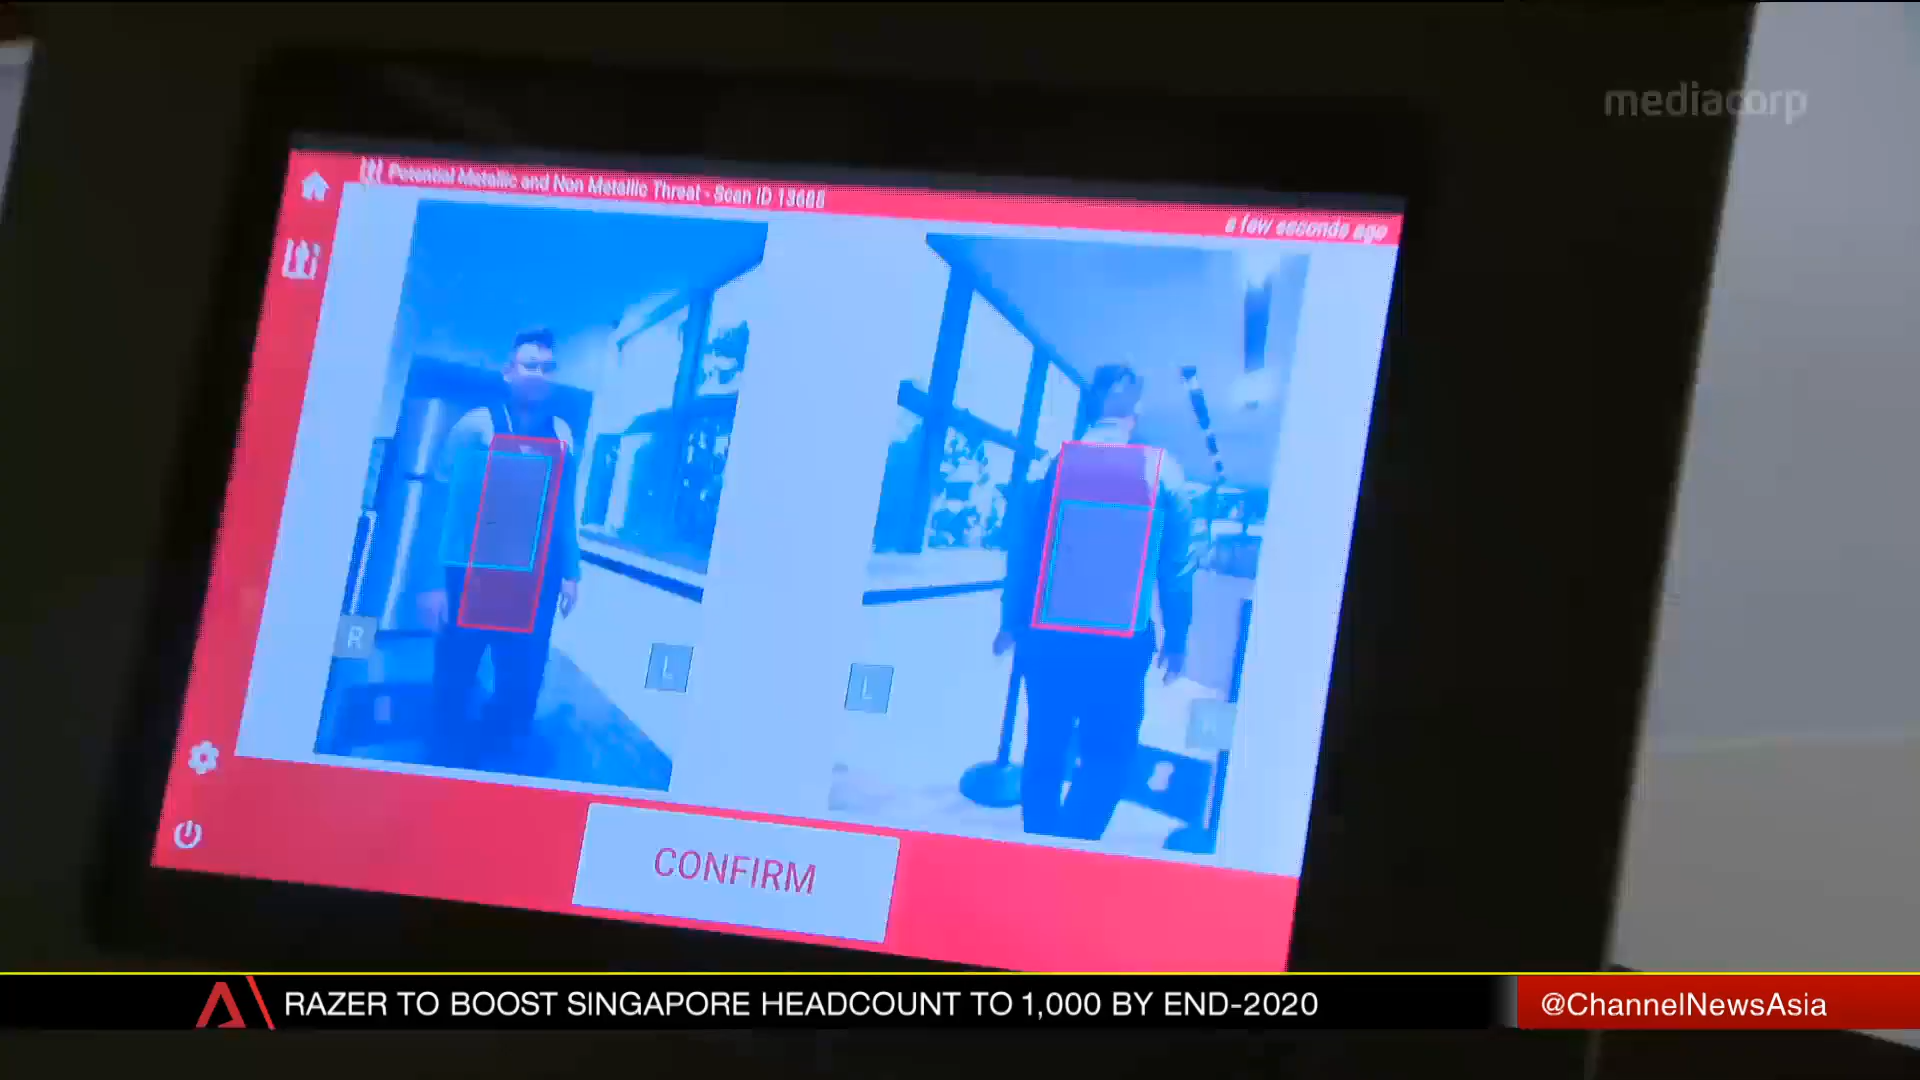 mediacorp
Potential Metallic and Non Metallic Threat - Scan ID 13685
a few seconds ago
R
L
L
R
CONFIRM
RAZER TO BOOST SINGAPORE HEADCOUNT TO 1,000 BY END-2020
@ChannelNewsAsia